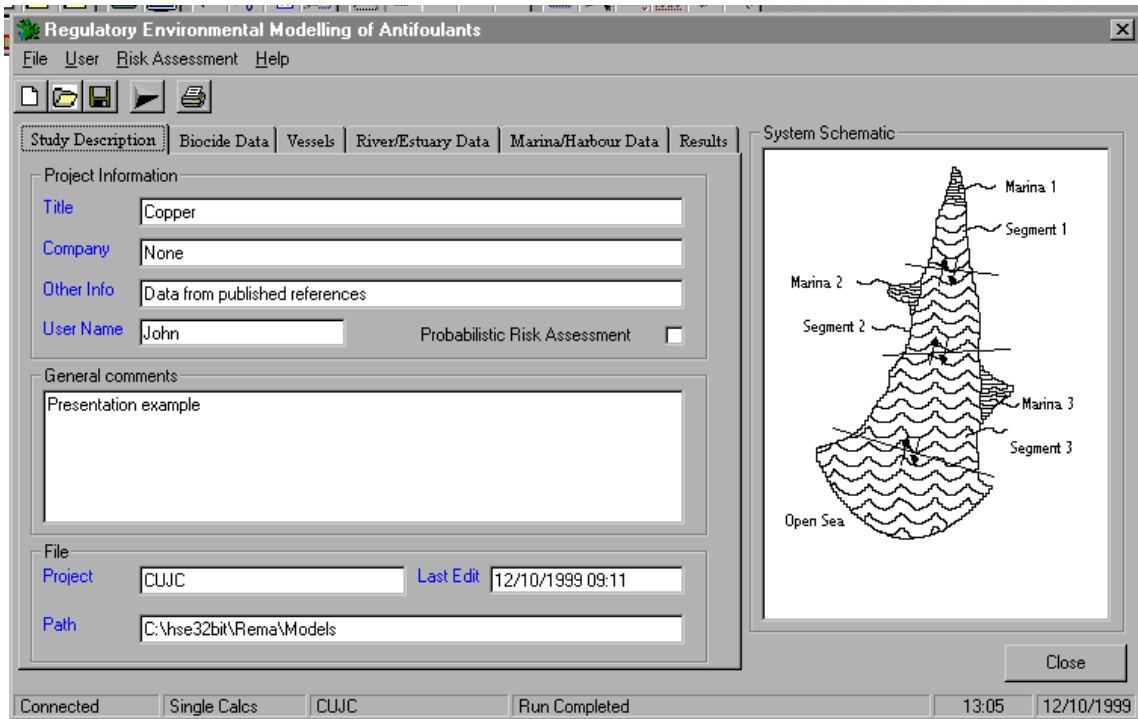 Regulatory Environmental Modelling of Antifoulants
File User Risk Assessment Help
Study Description Biocide Data Vessels River/Estuary Data Marina/Harbour Data Results
Project Information
Title Copper
Company None
Other Info Data from published references
User Name John Probabilistic Risk Assessment
General comments
Presentation example
File
Project CUJC Last Edit 12/10/1999 09:11
Path C:\hse32bit\Rema\Models
System Schematic
Marina 1
Segment 1
Marina 2
Segment 2
Marina 3
Segment 3
Open Sea
Close
Connected Single Calcs CUJC Run Completed 13:05 12/10/1999